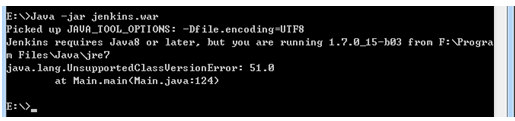 E:\>Java -jar jenkins.war
Picked up JAVA_TOOL_OPTIONS: -Dfile.encoding=UTF8
Jenkins requires Java8 or later, but you are running 1.7.0_15-b03 from F:\Progra
m Files\Java\jre7
java.lang.UnsupportedClassVersionError: 51.0
at Main.main(Main.java:124)
E:\>_